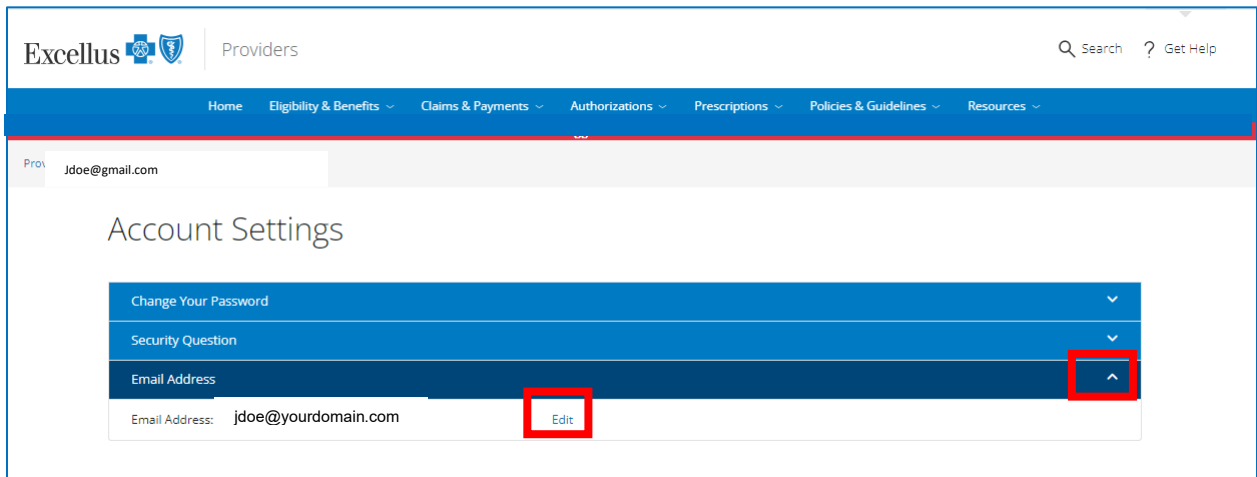 Excellus Providers Search ? Get Help
Home Eligibility & Benefits Claims & Payments Authorizations Prescriptions Policies & Guidelines Resources
Prov Jdoe@gmail.com
Account Settings
Change Your Password
Security Question
Email Address
Email Address: jdoe@yourdomain.com Edit